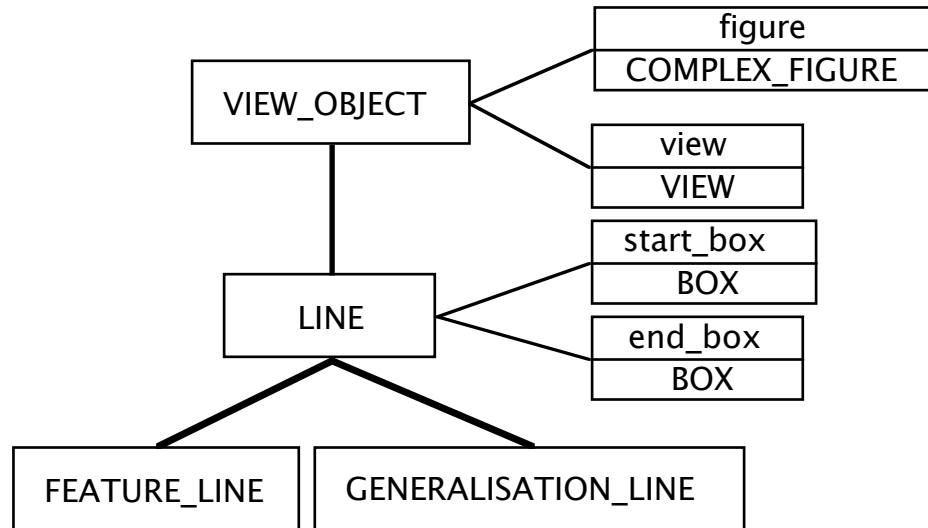 figure
COMPLEX_FIGURE
VIEW_OBJECT
view
VIEW
start_box
BOX
LINE
end_box
BOX
FEATURE_LINE
GENERALISATION_LINE